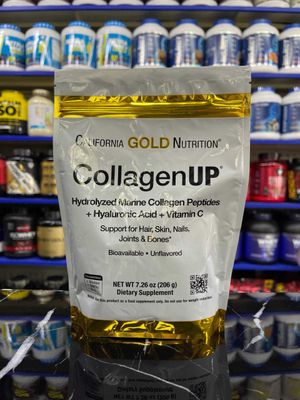 CALIFORNIA GOLD NUTRITION®
CollagenUP™
Hydrolyzed Marine Collagen Peptides
+ Hyaluronic Acid + Vitamin C
Support for Hair, Skin, Nails,
Joints & Bones*
Bioavailable • Unflavored
NET WT 7.26 oz (206 g)
Dietary Supplement